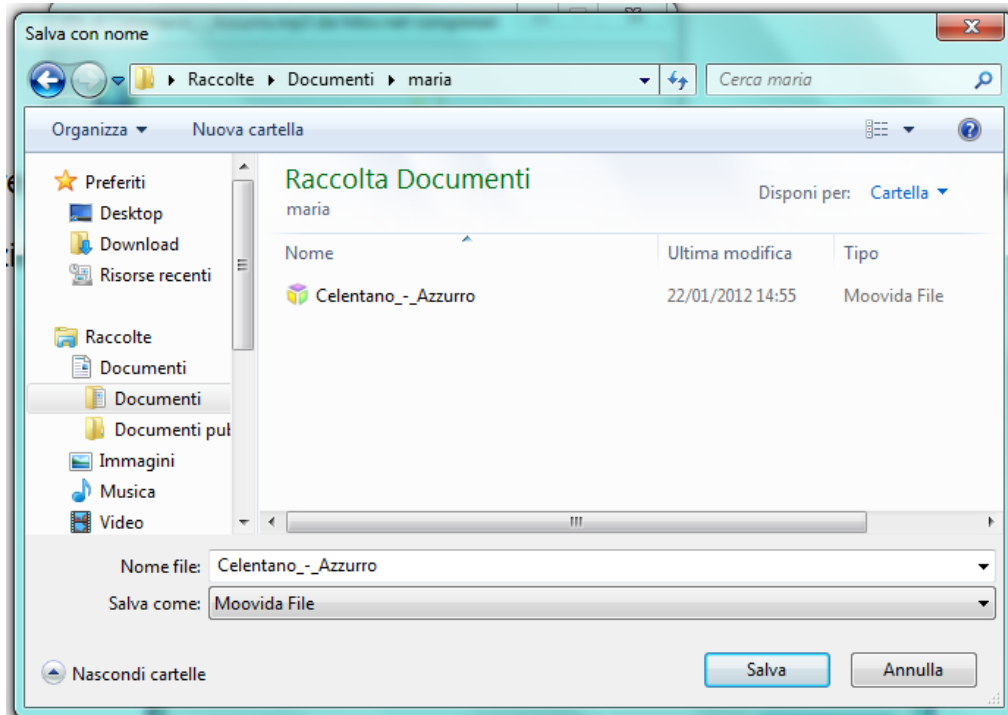 Salva con nome
Raccolte Documenti maria
Cerca maria
Organizza Nuova cartella
Preferiti
Desktop
Download
Risorse recenti
Raccolte
Documenti
Documenti
Documenti pub
Immagini
Musica
Video
Raccolta Documenti
maria
Disponi per: Cartella
Nome Ultima modifica Tipo
Celentano_-_Azzurro 22/01/2012 14:55 Moovida File
Nome file: Celentano_-_Azzurro
Salva come: Moovida File
Nascondi cartelle
Salva Annulla